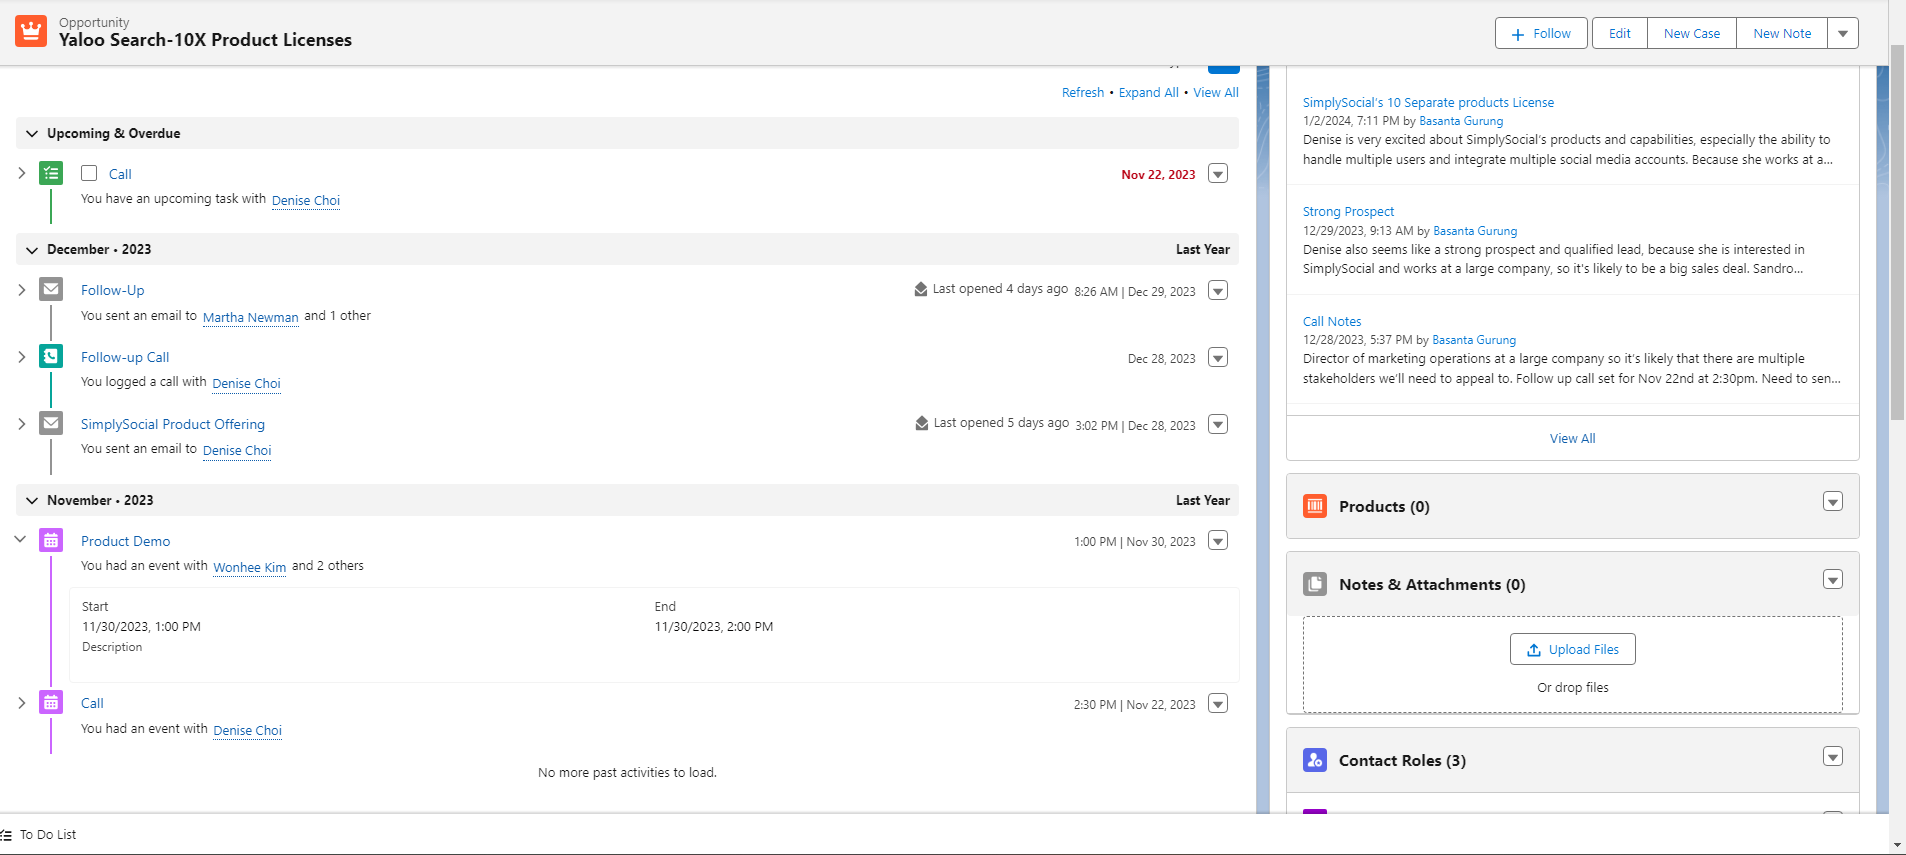 Opportunity
Yaloo Search-10X Product Licenses
Follow
Edit
New Case
New Note
Refresh • Expand All • View All
Upcoming & Overdue
Call
Nov 22, 2023
You have an upcoming task with Denise Choi
December • 2023
Last Year
Follow-Up
Last opened 4 days ago 8:26 AM | Dec 29, 2023
You sent an email to Martha Newman and 1 other
Follow-up Call
Dec 28, 2023
You logged a call with Denise Choi
SimplySocial Product Offering
Last opened 5 days ago 3:02 PM | Dec 28, 2023
You sent an email to Denise Choi
November • 2023
Last Year
Product Demo
1:00 PM | Nov 30, 2023
You had an event with Wonhee Kim and 2 others
Start
End
11/30/2023, 1:00 PM
11/30/2023, 2:00 PM
Description
Call
2:30 PM | Nov 22, 2023
You had an event with Denise Choi
No more past activities to load.
SimplySocial's 10 Separate products License
1/2/2024, 7:11 PM by Basanta Gurung
Denise is very excited about SimplySocial's products and capabilities, especially the ability to
handle multiple users and integrate multiple social media accounts. Because she works at a...
Strong Prospect
12/29/2023, 9:13 AM by Basanta Gurung
Denise also seems like a strong prospect and qualified lead, because she is interested in
SimplySocial and works at a large company, so it's likely to be a big sales deal. Sandro...
Call Notes
12/28/2023, 5:37 PM by Basanta Gurung
Director of marketing operations at a large company so it's likely that there are multiple
stakeholders we'll need to appeal to. Follow up call set for Nov 22nd at 2:30pm. Need to sen...
View All
Products (0)
Notes & Attachments (0)
Upload Files
Or drop files
Contact Roles (3)
To Do List